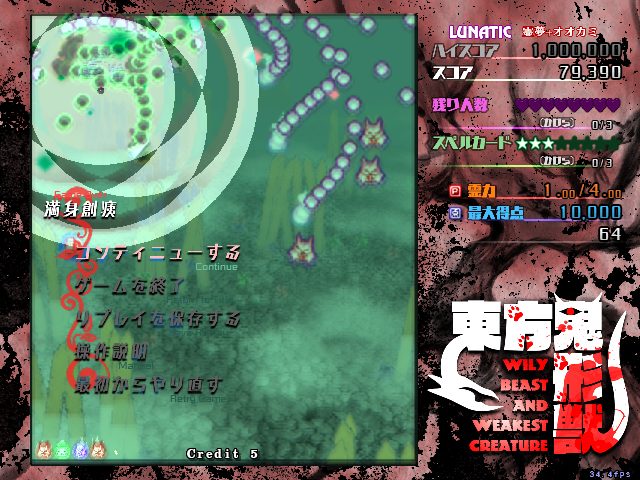 LUNATIC 霊夢+オオカミ
ハイスコア 1,000,000
スコア 79,390
残り人数
(かけら) 0/3
スペルカード ★★★
(かけら) 0/3
P 霊力 1.00/4.00
最大得点 10,000
64
満身創痍
コンティニューする
Continue
ゲームを終了
リプレイを保存する
操作説明
Manual
最初からやり直す
Retry Game
Credit 5
東方鬼形獣
WILY
BEAST
AND
WEAKEST
CREATURE
34.4fps